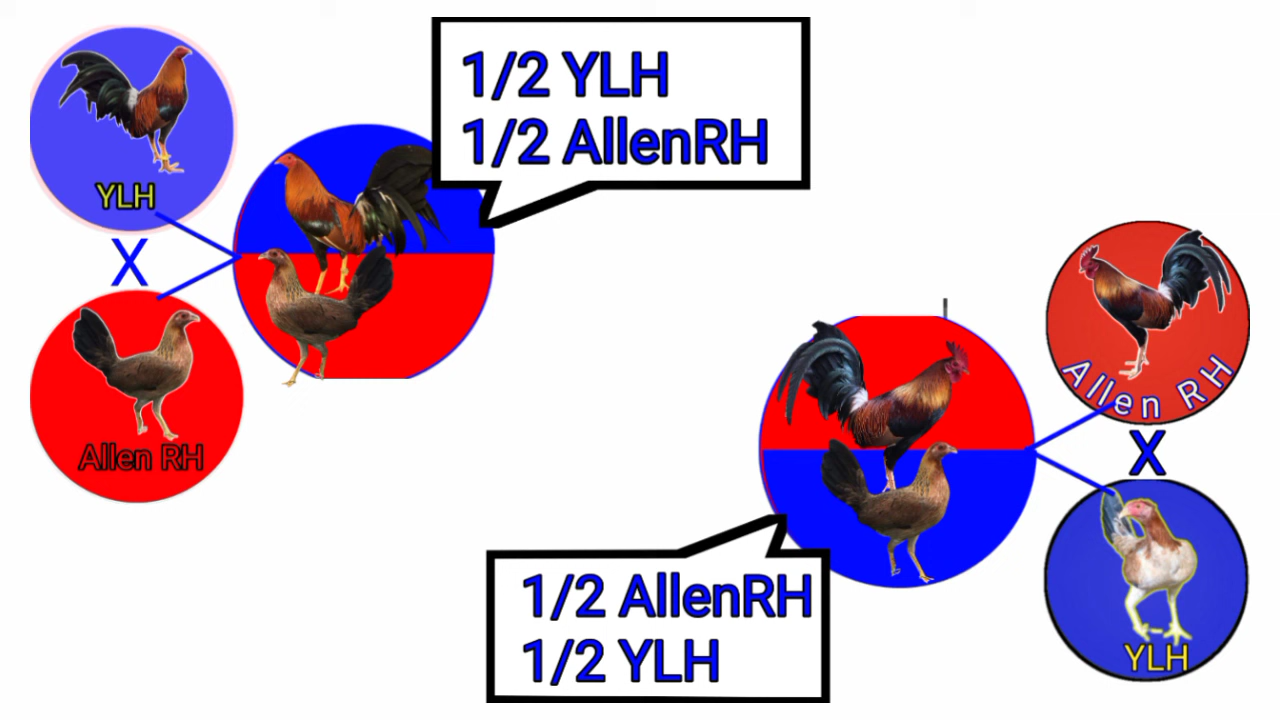 YLH
X
Allen RH
1/2 YLH
1/2 AllenRH
Allen RH
X
YLH
1/2 AllenRH
1/2 YLH